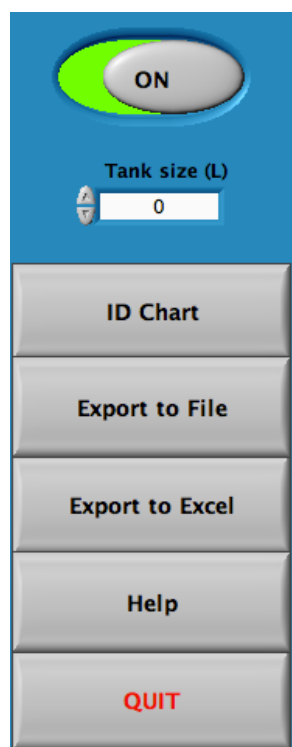 ON
Tank size (L)
0
ID Chart
Export to File
Export to Excel
Help
QUIT